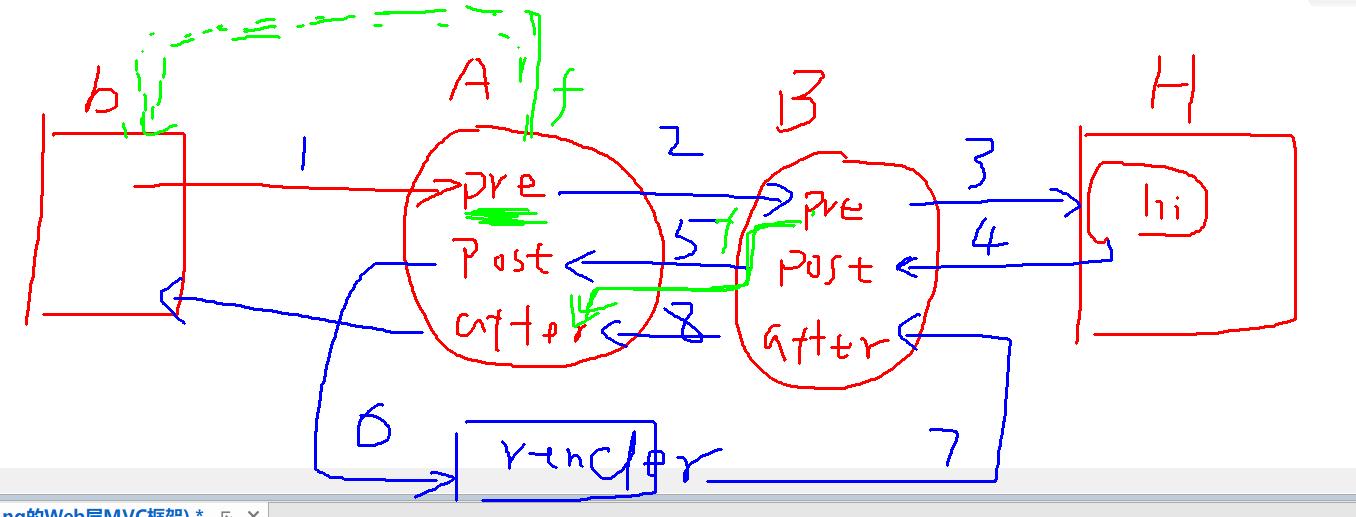 b
A
f
B
H
1
2
3
pre
pre
hi
5
f
4
post
post
after
8
after
6
render
7
ng的Web层MVC框架) *